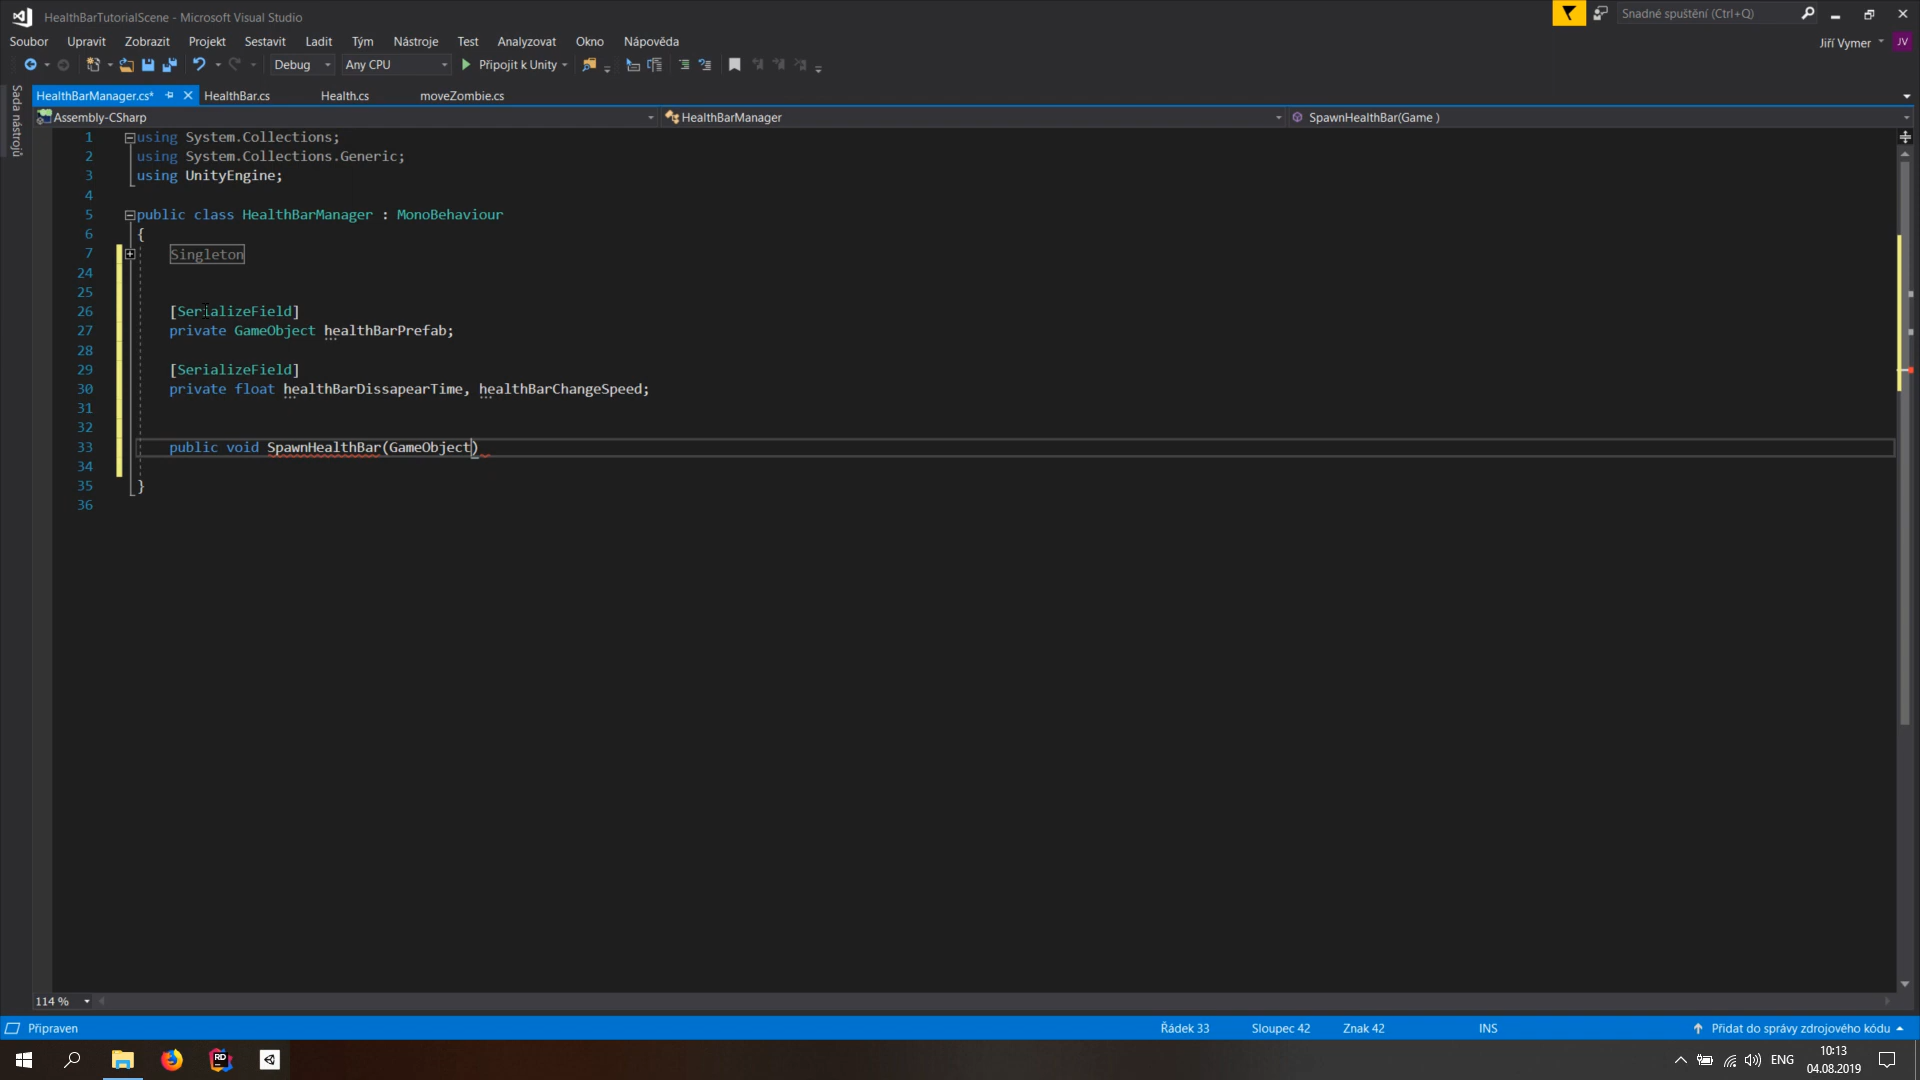 HealthBarTutorialScene - Microsoft Visual Studio
Snadné spuštění (Ctrl+Q)
Soubor Upravit Zobrazit Projekt Sestavit Ladit Tým Nástroje Test Analyzovat Okno Nápověda
Jiří Vymer JV
Debug Any CPU Připojit k Unity
Sada nástrojů
HealthBarManager.cs* HealthBar.cs Health.cs moveZombie.cs
Assembly-CSharp HealthBarManager SpawnHealthBar(Game )
1 using System.Collections;
2 using System.Collections.Generic;
3 using UnityEngine;
4
5 public class HealthBarManager : MonoBehaviour
6 {
7 Singleton
24
25
26 [SerializeField]
27 private GameObject healthBarPrefab;
28
29 [SerializeField]
30 private float healthBarDissapearTime, healthBarChangeSpeed;
31
32
33 public void SpawnHealthBar(GameObject)
34
35 }
36
114 %
Připraven Řádek 33 Sloupec 42 Znak 42 INS Přidat do správy zdrojového kódu
RD
ENG
10:13
04.08.2019